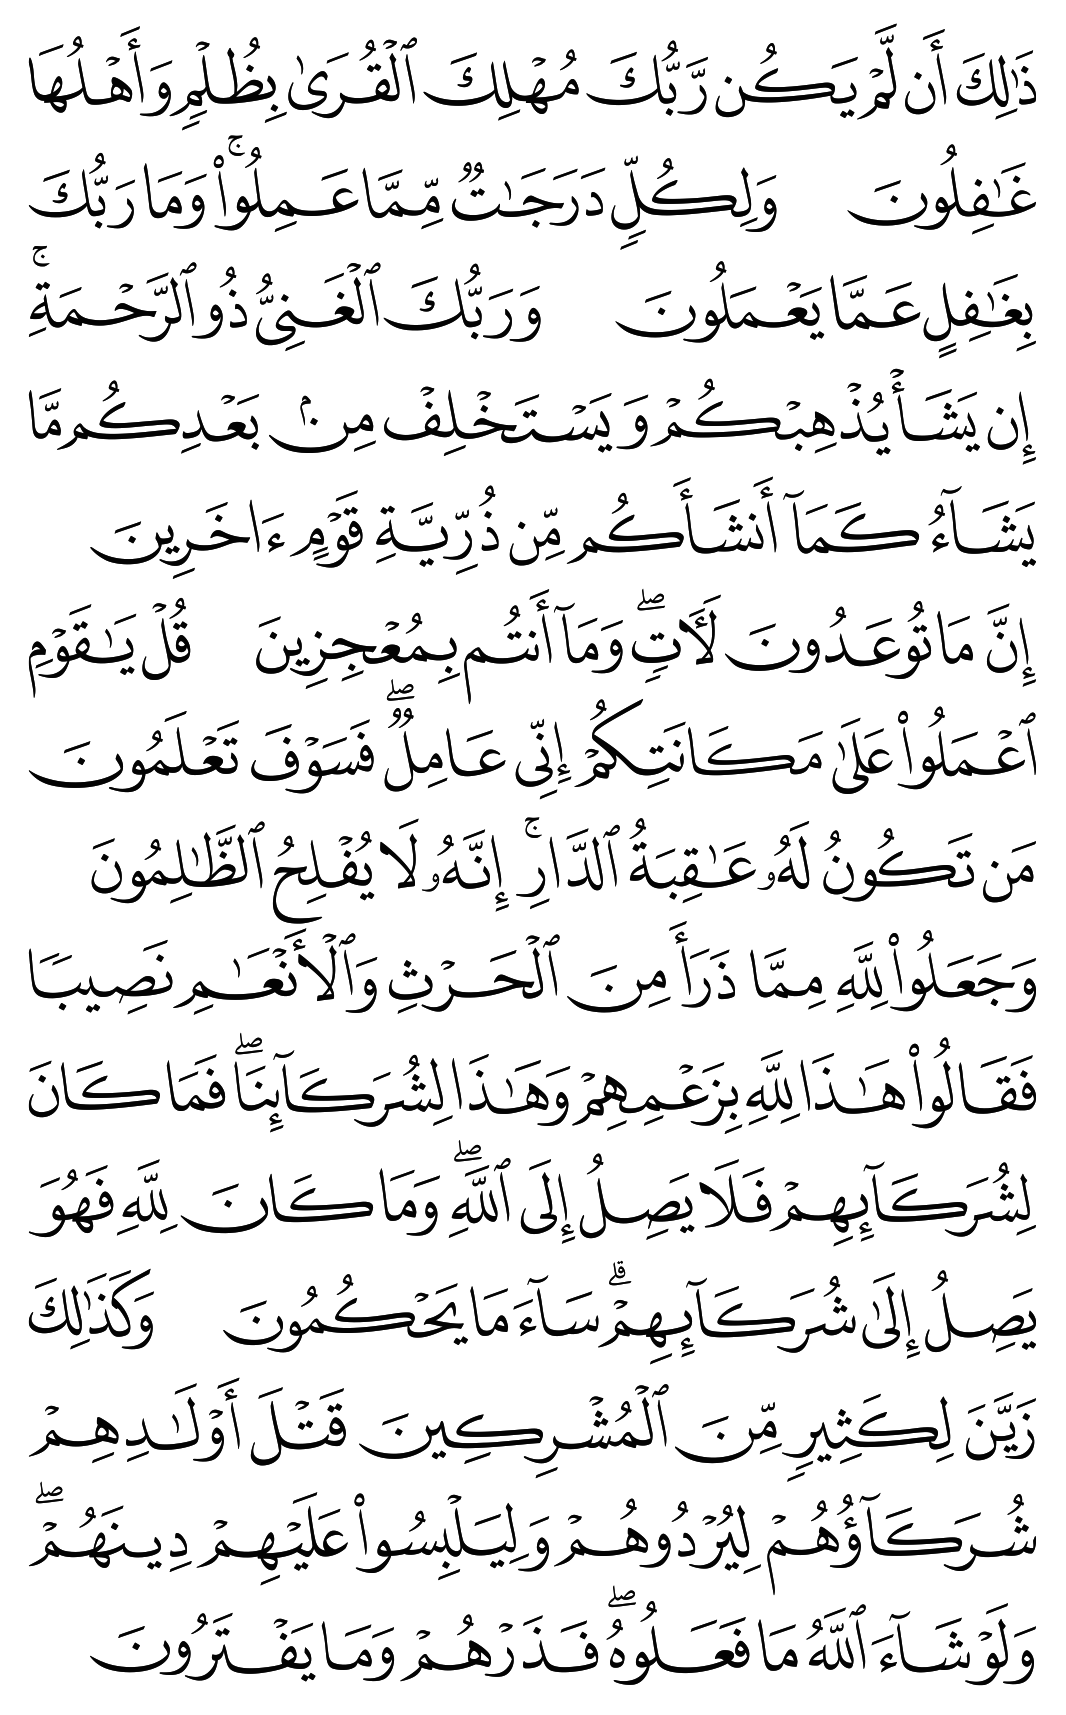 ذَٰلِكَ أَن لَّمْ يَكُن رَّبُّكَ مُهْلِكَ ٱلْقُرَىٰ بِظُلْمٍ وَأَهْلُهَا
غَـٰفِلُونَ وَلِكُلٍّ دَرَجَـٰتٌ مِّمَّا عَمِلُوا۟ ۚ وَمَا رَبُّكَ
بِغَـٰفِلٍ عَمَّا يَعْمَلُونَ وَرَبُّكَ ٱلْغَنِىُّ ذُو ٱلرَّحْمَةِ ۚ
إِن يَشَأْ يُذْهِبْكُمْ وَيَسْتَخْلِفْ مِنۢ بَعْدِكُم مَّا
يَشَآءُ كَمَآ أَنشَأَكُم مِّن ذُرِّيَّةِ قَوْمٍ ءَاخَرِينَ
إِنَّ مَا تُوعَدُونَ لَـَٔاتٍ ۖ وَمَآ أَنتُم بِمُعْجِزِينَ قُلْ يَـٰقَوْمِ
ٱعْمَلُوا۟ عَلَىٰ مَكَانَتِكُمْ إِنِّى عَامِلٌ ۖ فَسَوْفَ تَعْلَمُونَ
مَن تَكُونُ لَهُۥ عَـٰقِبَةُ ٱلدَّارِ ۚ إِنَّهُۥ لَا يُفْلِحُ ٱلظَّـٰلِمُونَ
وَجَعَلُوا۟ لِلَّهِ مِمَّا ذَرَأَ مِنَ ٱلْحَرْثِ وَٱلْأَنْعَـٰمِ نَصِيبًا
فَقَالُوا۟ هَـٰذَا لِلَّهِ بِزَعْمِهِمْ وَهَـٰذَا لِشُرَكَآئِنَا ۖ فَمَا كَانَ
لِشُرَكَآئِهِمْ فَلَا يَصِلُ إِلَى ٱللَّهِ ۖ وَمَا كَانَ لِلَّهِ فَهُوَ
يَصِلُ إِلَىٰ شُرَكَآئِهِمْ ۗ سَآءَ مَا يَحْكُمُونَ وَكَذَٰلِكَ
زَيَّنَ لِكَثِيرٍ مِّنَ ٱلْمُشْرِكِينَ قَتْلَ أَوْلَـٰدِهِمْ
شُرَكَآؤُهُمْ لِيُرْدُوهُمْ وَلِيَلْبِسُوا۟ عَلَيْهِمْ دِينَهُمْ ۖ
وَلَوْ شَآءَ ٱللَّهُ مَا فَعَلُوهُ ۖ فَذَرْهُمْ وَمَا يَفْتَرُونَ